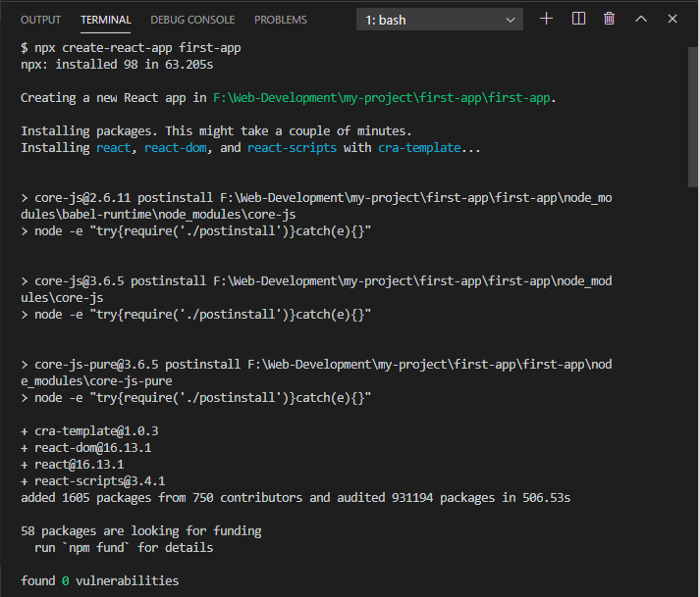 OUTPUT TERMINAL DEBUG CONSOLE PROBLEMS 1: bash
$ npx create-react-app first-app
npx: installed 98 in 63.205s
Creating a new React app in F:\Web-Development\my-project\first-app\first-app.
Installing packages. This might take a couple of minutes.
Installing react, react-dom, and react-scripts with cra-template...
> core-js@2.6.11 postinstall F:\Web-Development\my-project\first-app\first-app\node_mo
dules\babel-runtime\node_modules\core-js
> node -e "try{require('./postinstall')}catch(e){}"
> core-js@3.6.5 postinstall F:\Web-Development\my-project\first-app\first-app\node_mod
ules\core-js
> node -e "try{require('./postinstall')}catch(e){}"
> core-js-pure@3.6.5 postinstall F:\Web-Development\my-project\first-app\first-app\nod
e_modules\core-js-pure
> node -e "try{require('./postinstall')}catch(e){}"
+ cra-template@1.0.3
+ react-dom@16.13.1
+ react@16.13.1
+ react-scripts@3.4.1
added 1605 packages from 750 contributors and audited 931194 packages in 506.53s
58 packages are looking for funding
run `npm fund` for details
found 0 vulnerabilities